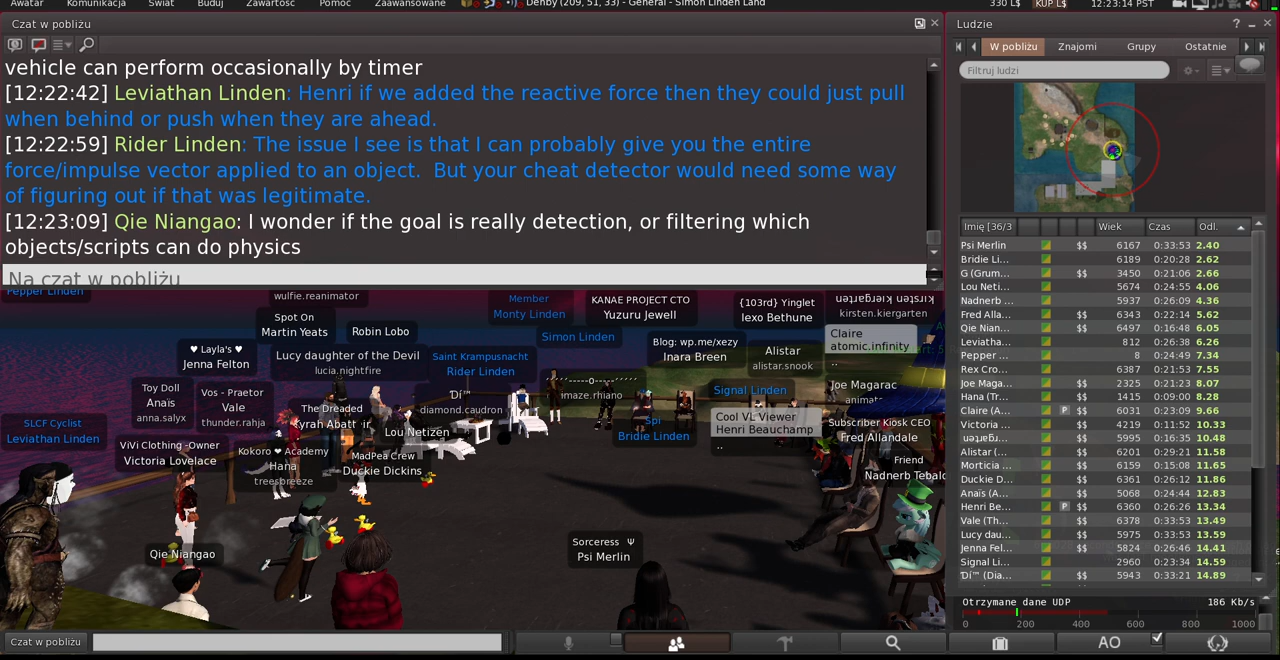 Awatar Komunikacja Świat Buduj Zawartość Pomoc Zaawansowane Denby (209, 51, 33) - General - Simon Linden Land 330 L$ KUP L$ 12:23:14 PST
Czat w pobliżu
vehicle can perform occasionally by timer
[12:22:42] Leviathan Linden: Henri if we added the reactive force then they could just pull
when behind or push when they are ahead.
[12:22:59] Rider Linden: The issue I see is that I can probably give you the entire
force/impulse vector applied to an object.  But your cheat detector would need some way
of figuring out if that was legitimate.
[12:23:09] Qie Niangao: I wonder if the goal is really detection, or filtering which
objects/scripts can do physics
Na czat w pobliżu
Pepper Linden
wulfie.reanimator
Spot On
Martin Yeats
Robin Lobo
Member
Monty Linden
KANAE PROJECT CTO
Yuzuru Jewell
{103rd} Yinglet
Iexo Bethune
kirsten.kiergarten
Simon Linden
Claire
atomic.infinity
..
♥ Layla's ♥
Jenna Felton
Lucy daughter of the Devil
lucia.nightfire
Saint Krampusnacht
Rider Linden
Blog: wp.me/xezy
Inara Breen
Alistar
alistar.snook
Toy Doll
Anaïs
anna.salyx
Vos - Praetor
Vale
thunder.rahja
diamond.caudron
imaze.rhiano
Signal Linden
Joe Magarac
The Dreaded
SLCF Cyclist
Leviathan Linden
Lou Netizen
Spi
Bridie Linden
Cool VL Viewer
Henri Beauchamp
..
Subscriber Kiosk CEO
Fred Allandale
ViVi Clothing -Owner
Victoria Lovelace
Kokoro ♥ Academy
Hana
treesbreeze
MadPea Crew
Duckie Dickins
Friend
Nadnerb Tebal
Qie Niangao
Sorceress Ψ
Psi Merlin
Czat w pobliżu
AO
Ludzie
W pobliżu Znajomi Grupy Ostatnie
Filtruj ludzi
Imię [36/3 Wiek Czas Odl.
Psi Merlin $$ 6167 0:33:53 2.40
Bridie Li... 6189 0:20:28 2.62
G (Grum... $$ 3450 0:21:06 2.66
Lou Neti... 5674 0:24:55 4.06
Nadnerb ... 5937 0:26:09 4.36
Fred Alla... $$ 6343 0:22:14 5.62
Qie Nian... $$ 6497 0:16:48 6.05
Leviatha... 812 0:26:38 6.26
Pepper ... 8 0:24:49 7.34
Rex Cro... 6387 0:21:53 7.55
Joe Maga... $$ 2325 0:21:23 8.07
Hana (Tr... $$ 1415 0:09:00 8.28
Claire (A... P $$ 6031 0:23:09 9.66
Victoria ... $$ 4219 0:11:52 10.33
$$ 5995 0:16:35 10.48
Alistar (... $$ 6201 0:29:21 11.58
Morticia ... $$ 6159 0:15:08 11.65
Duckie D... $$ 6361 0:26:12 11.86
Anaïs (A... $$ 5068 0:24:44 12.83
Henri Be... P $$ 6360 0:26:26 13.34
Vale (Th... $$ 6378 0:33:53 13.49
Lucy dau... $$ 5975 0:33:53 13.59
Jenna Fel... $$ 5824 0:26:46 14.41
Signal Li... 2960 0:23:34 14.59
$$ 5943 0:33:21 14.89
Otrzymane dane UDP 186 Kb/s
0 200 400 600 800 1000